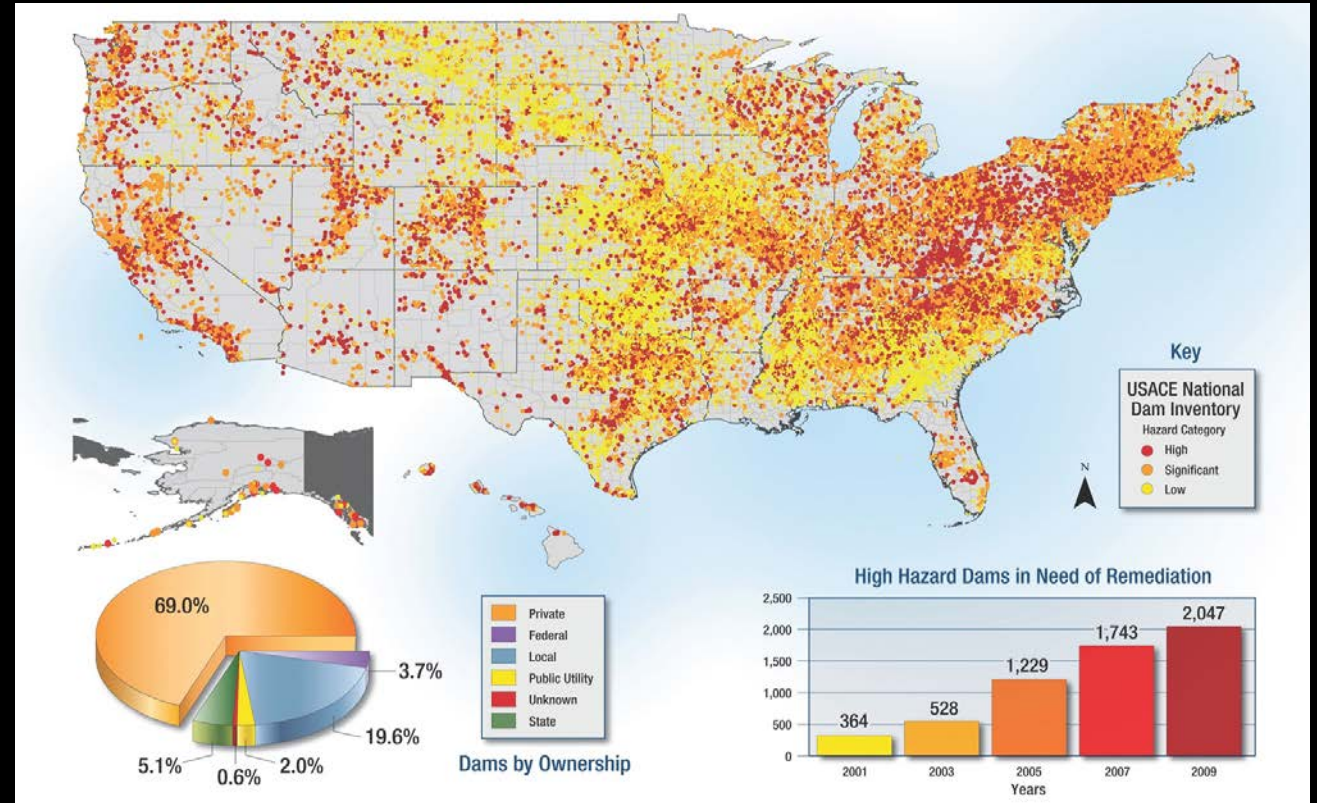 Key
USACE National
Dam Inventory
Hazard Category
High
Significant
Low
N
69.0%
3.7%
19.6%
2.0%
0.6%
5.1%
Private
Federal
Local
Public Utility
Unknown
State
Dams by Ownership
High Hazard Dams in Need of Remediation
2,500
2,000
1,500
1,000
500
0
364
528
1,229
1,743
2,047
2001
2003
2005
2007
2009
Years